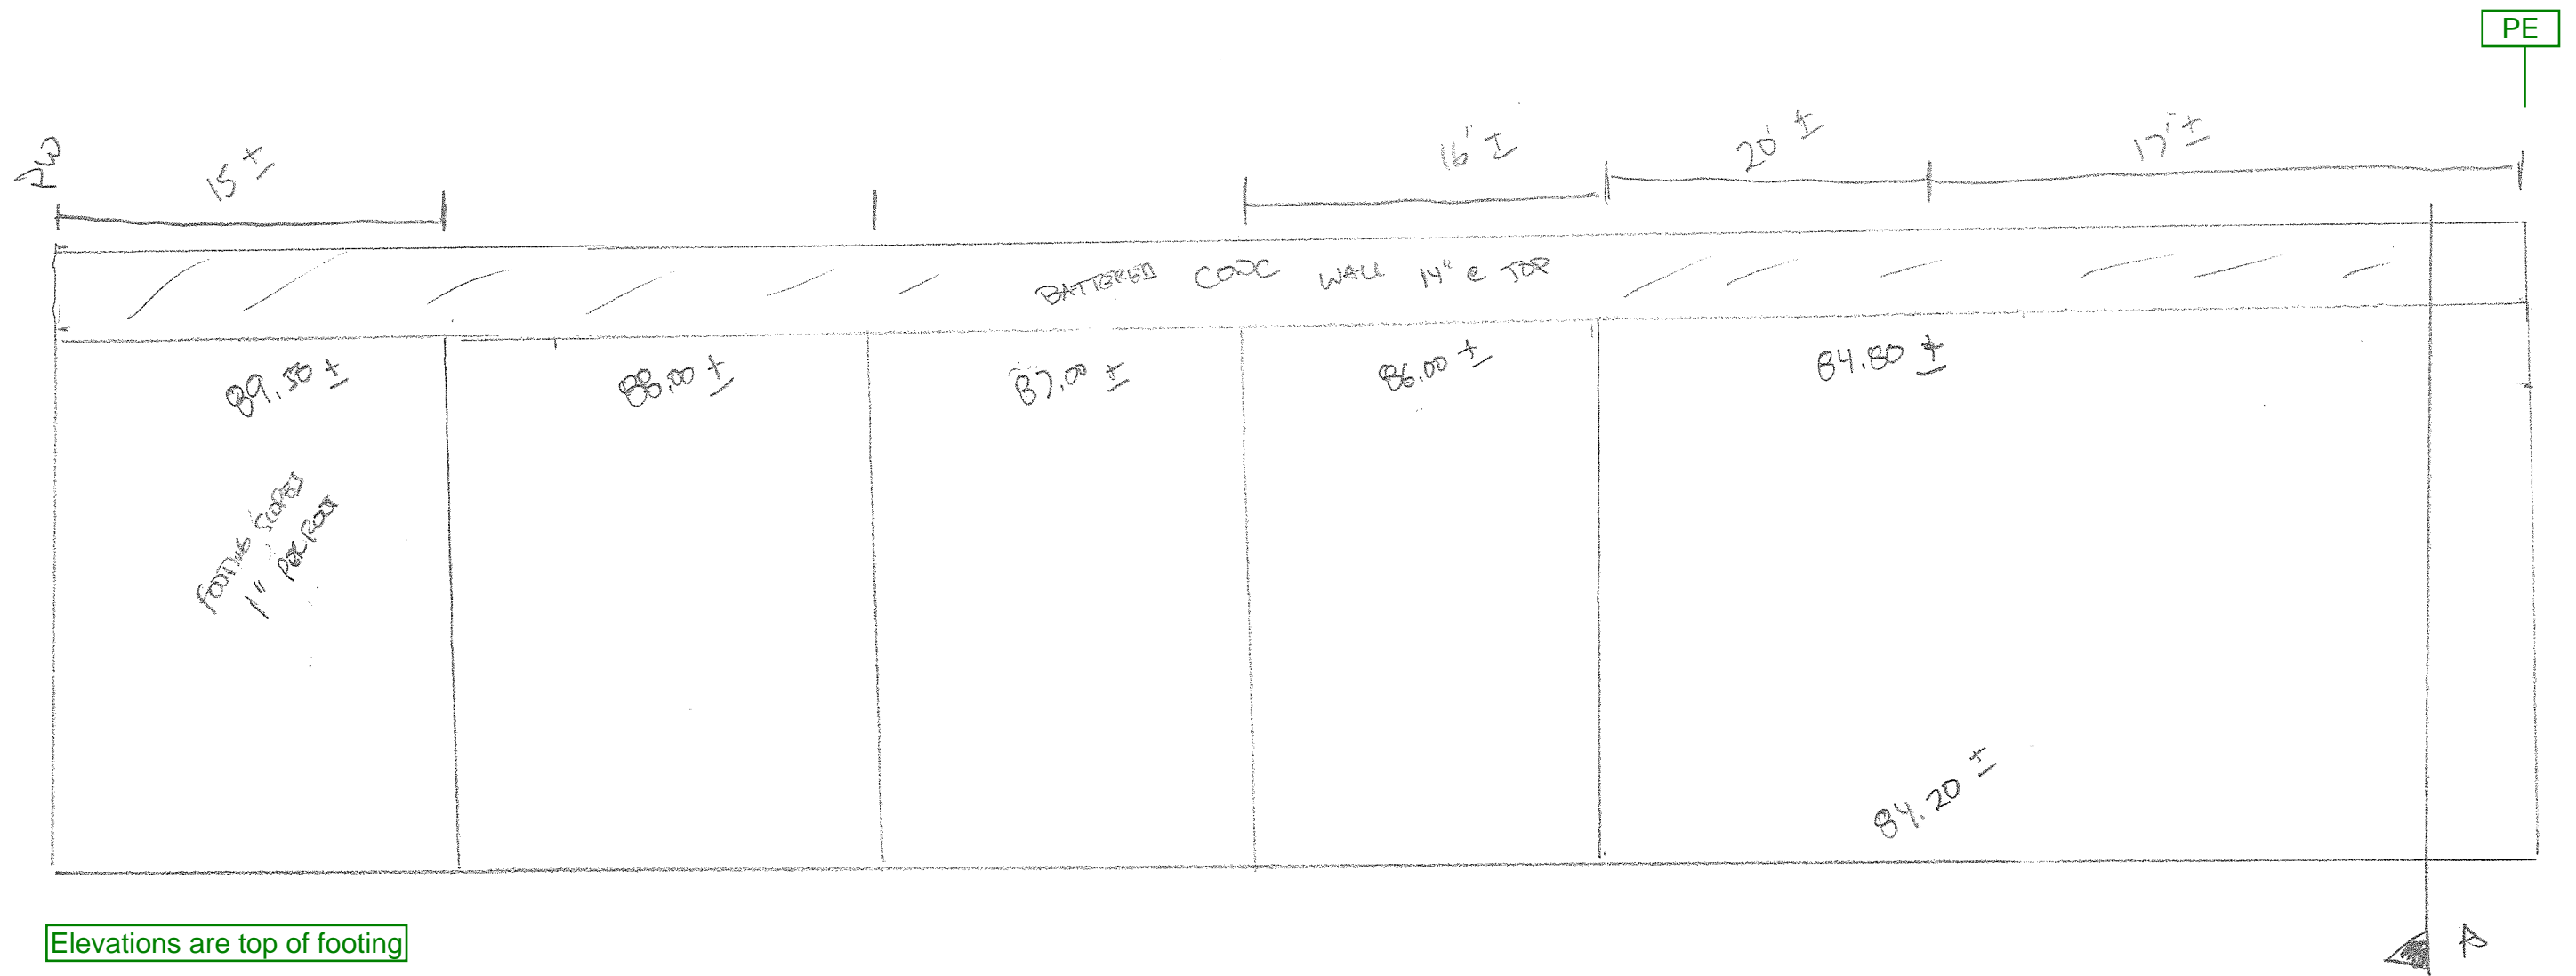 PE
PW
15 ±
16' ±
20' ±
17' ±
BATTERED CONC WALL 14" @ TOP
89.50 ±
88.00 ±
87.00 ±
86.00 ±
84.80 ±
FOOTING SLOPES
1" PER FOOT
84.20 ±
Elevations are top of footing
A